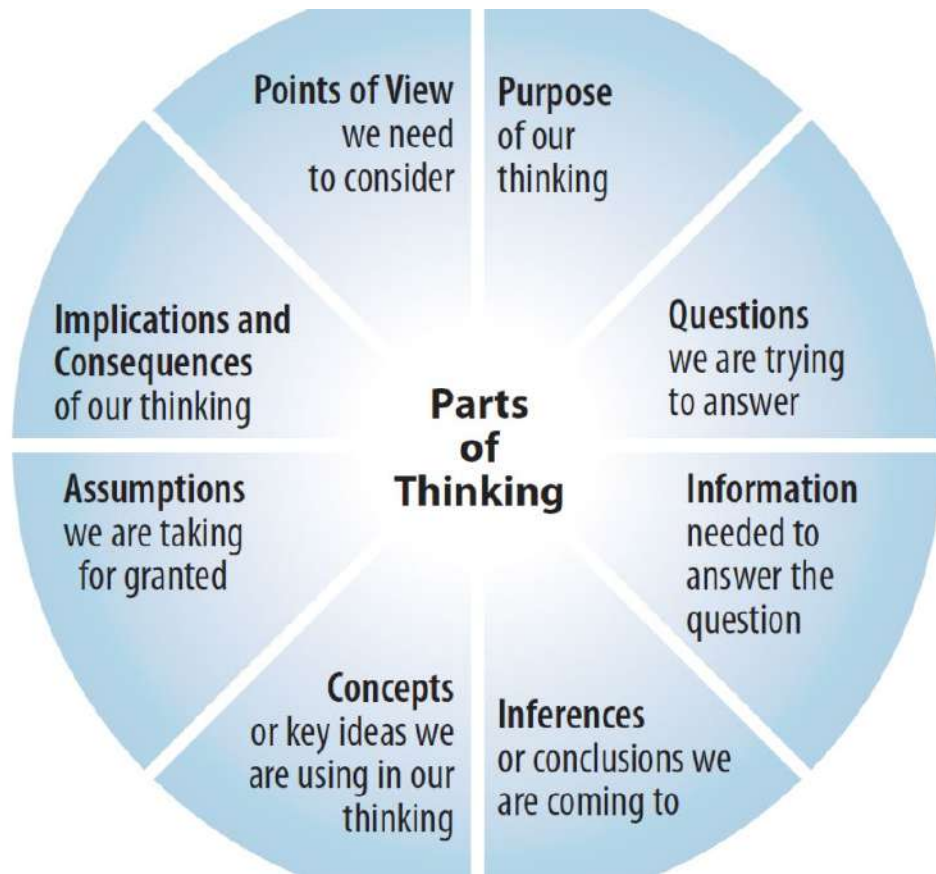 Points of View
we need
to consider
Purpose
of our
thinking
Questions
we are trying
to answer
Information
needed to
answer the
question
Inferences
or conclusions we
are coming to
Concepts
or key ideas we
are using in our
thinking
Assumptions
we are taking
for granted
Implications and
Consequences
of our thinking
Parts
of
Thinking